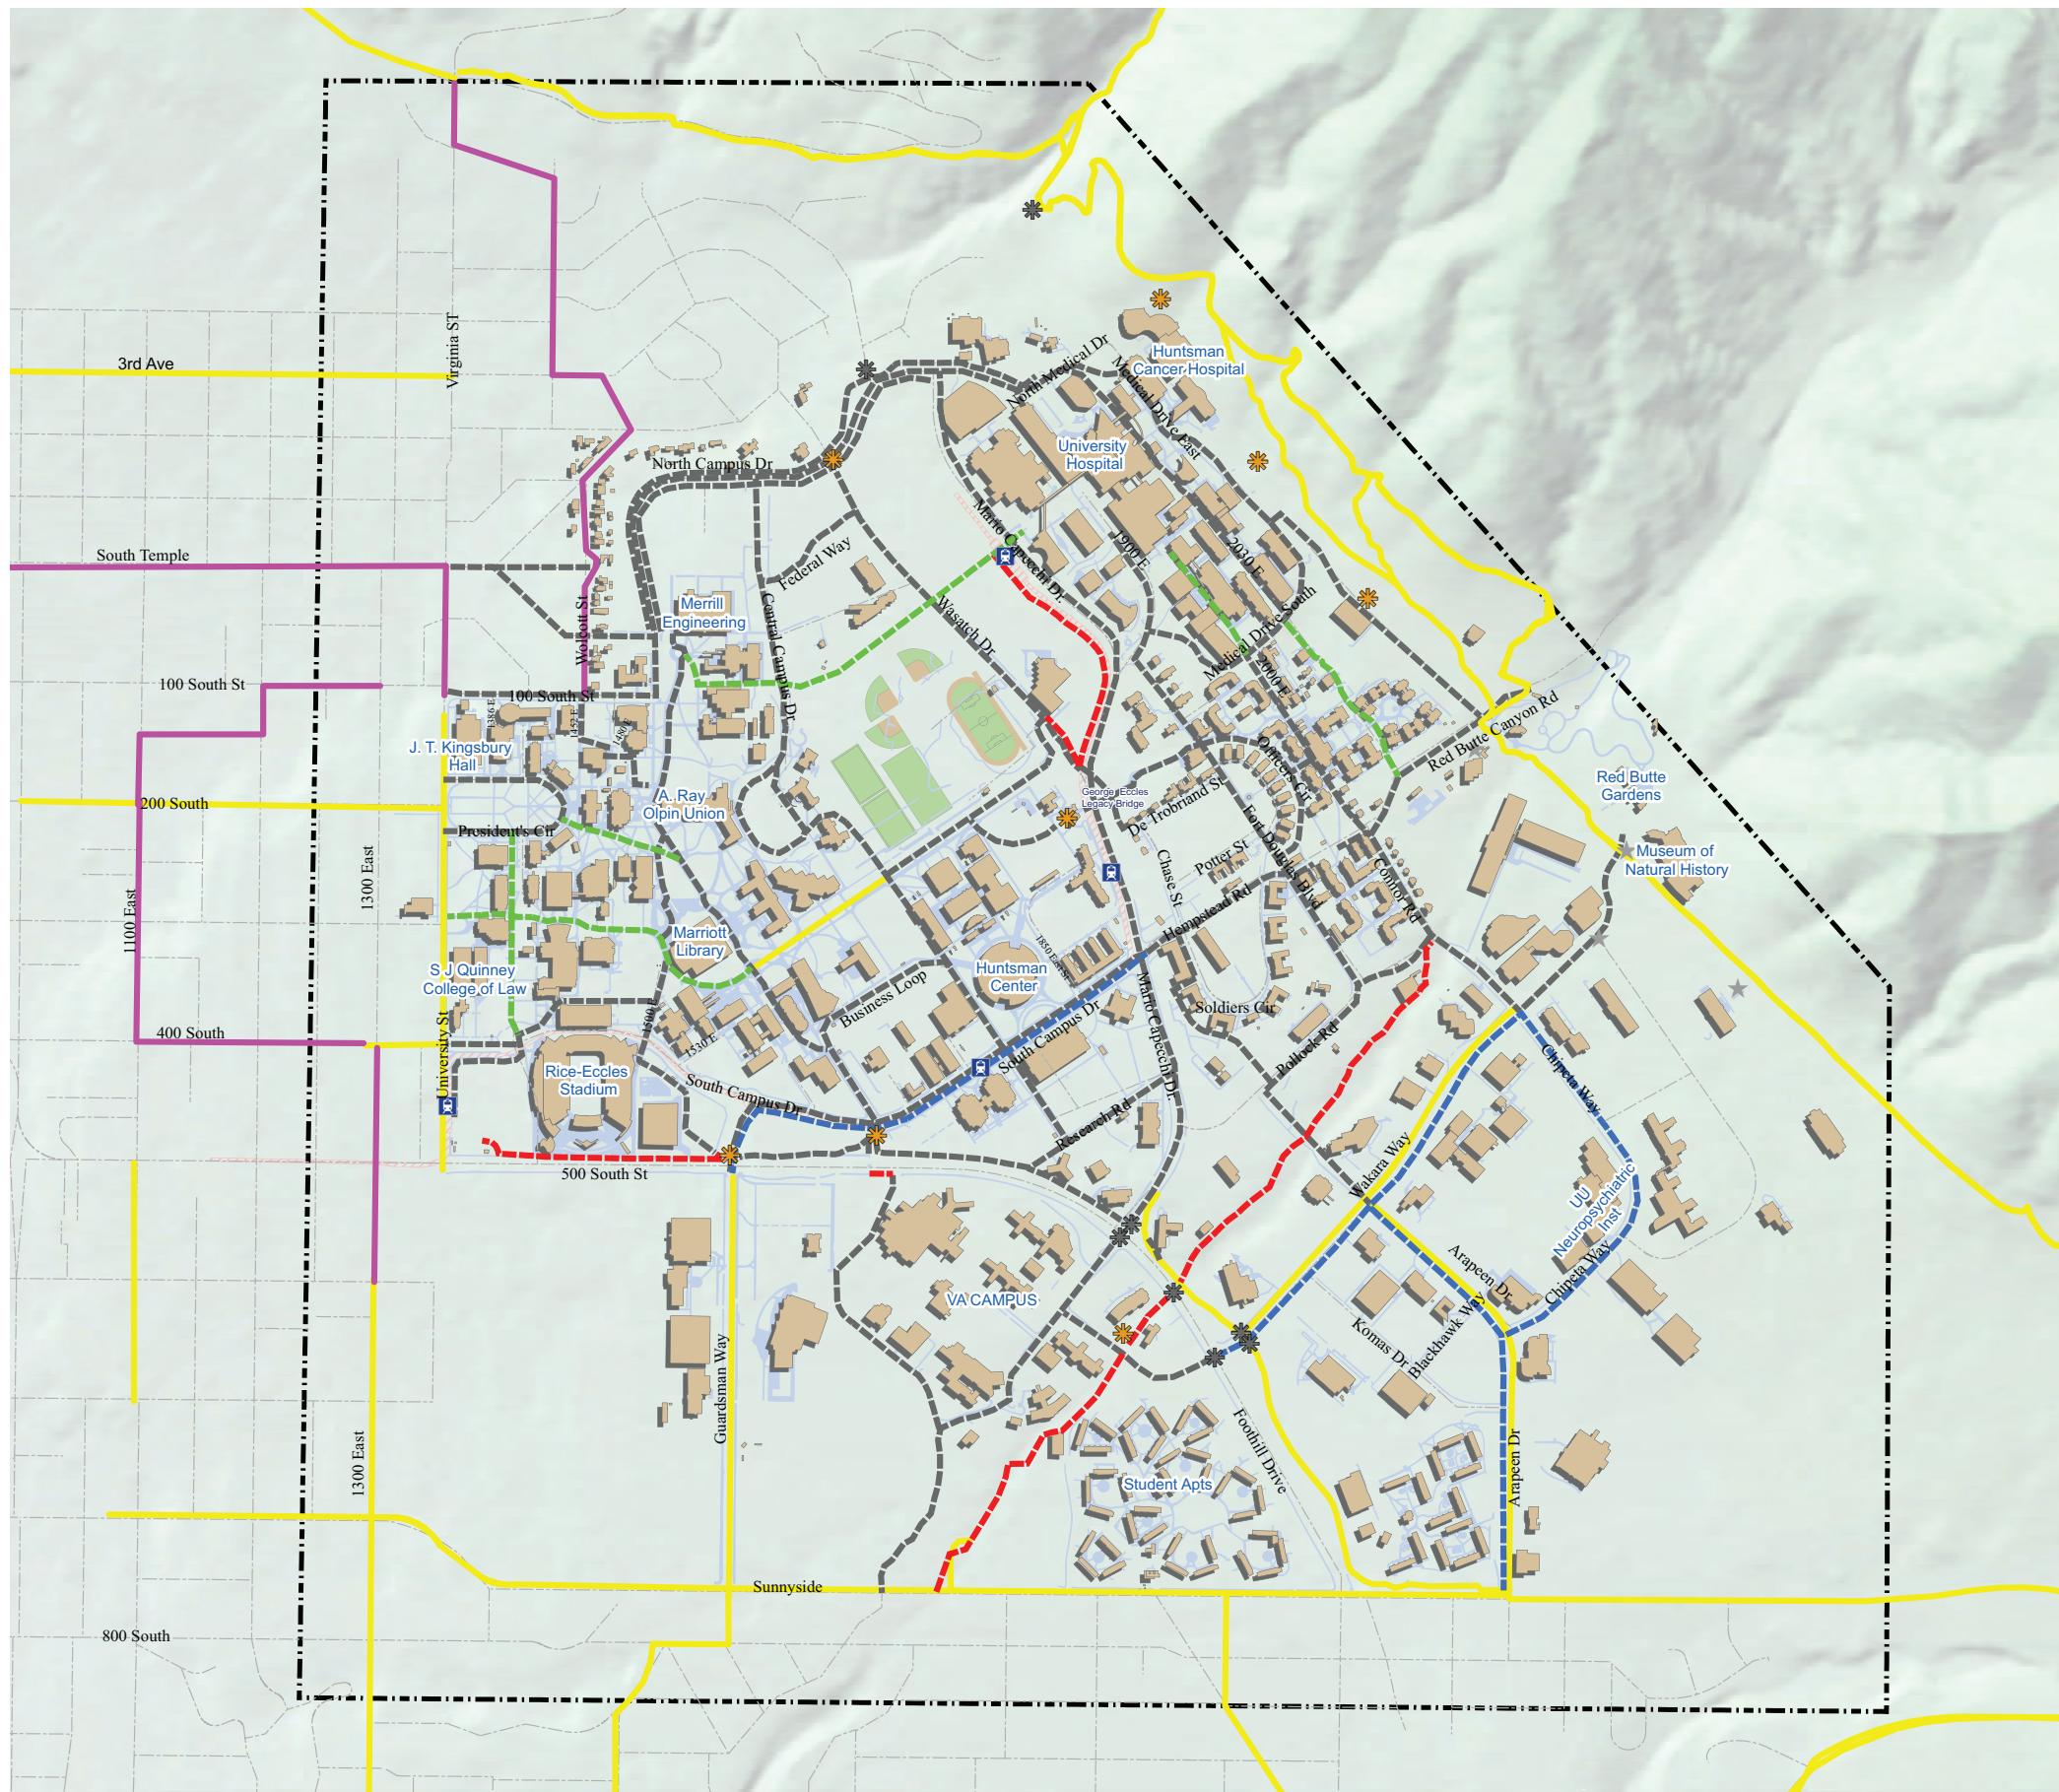 3rd Ave
Virginia ST
North Medical Dr
Medical Drive East
Huntsman
Cancer Hospital
University
Hospital
North Campus Dr
South Temple
Federal Way
Mario Capecchi Dr.
1900 E
2030 E
Merrill
Engineering
Central Campus Dr
Wasatch Dr
Wolcott St
Medical Drive South
2000 E
100 South St
100 South St
1386 E
1452 E
1480 E
J. T. Kingsbury
Hall
Red Butte Canyon Rd
Red Butte
Gardens
Officers Cir
George Eccles
Legacy Bridge
De Trobriand St
200 South
A. Ray
Olpin Union
President's Cir
Fort Douglas Blvd
Potter St
Chase St
Connor Rd
Museum of
Natural History
1300 East
1100 East
Hempstead Rd
Marriott
Library
S J Quinney
College of Law
Huntsman
Center
1850 East St
Business Loop
Soldiers Cir
Mario Capecchi Dr.
400 South
University St
1500 E
1530 E
South Campus Dr
Pollock Rd
Rice-Eccles
Stadium
South Campus Dr
Chipeta Way
Research Rd
500 South St
Wakara Way
UU
Neuropsychiatric
Inst
Arapeen Dr
Chipeta Way
VA CAMPUS
Komas Dr
Blackhawk Way
Guardsman Way
1300 East
Foothill Drive
Student Apts
Arapeen Dr
Sunnyside
800 South